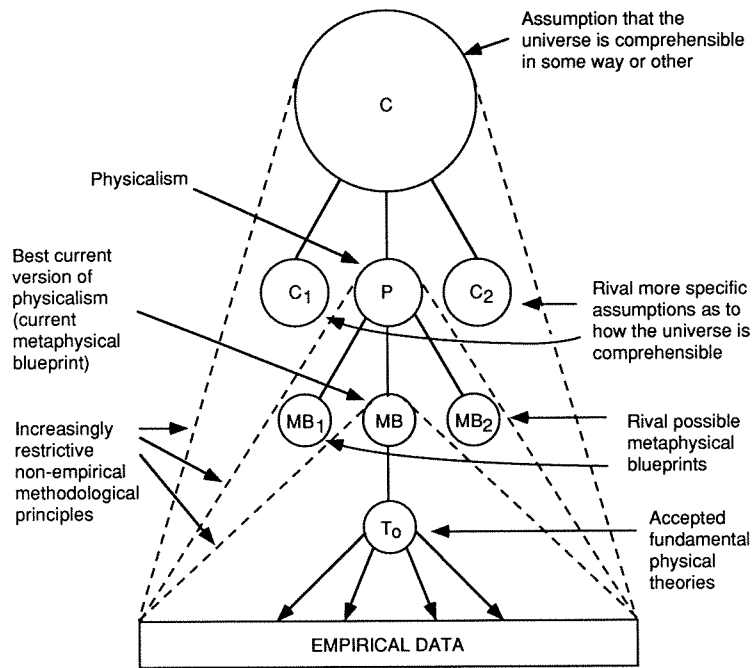 Assumption that the
universe is comprehensible
in some way or other
C
Physicalism
Best current
version of
physicalism
(current
metaphysical
blueprint)
C1
P
C2
Rival more specific
assumptions as to
how the universe is
comprehensible
MB1
MB
MB2
Rival possible
metaphysical
blueprints
Increasingly
restrictive
non-empirical
methodological
principles
To
Accepted
fundamental
physical
theories
EMPIRICAL DATA